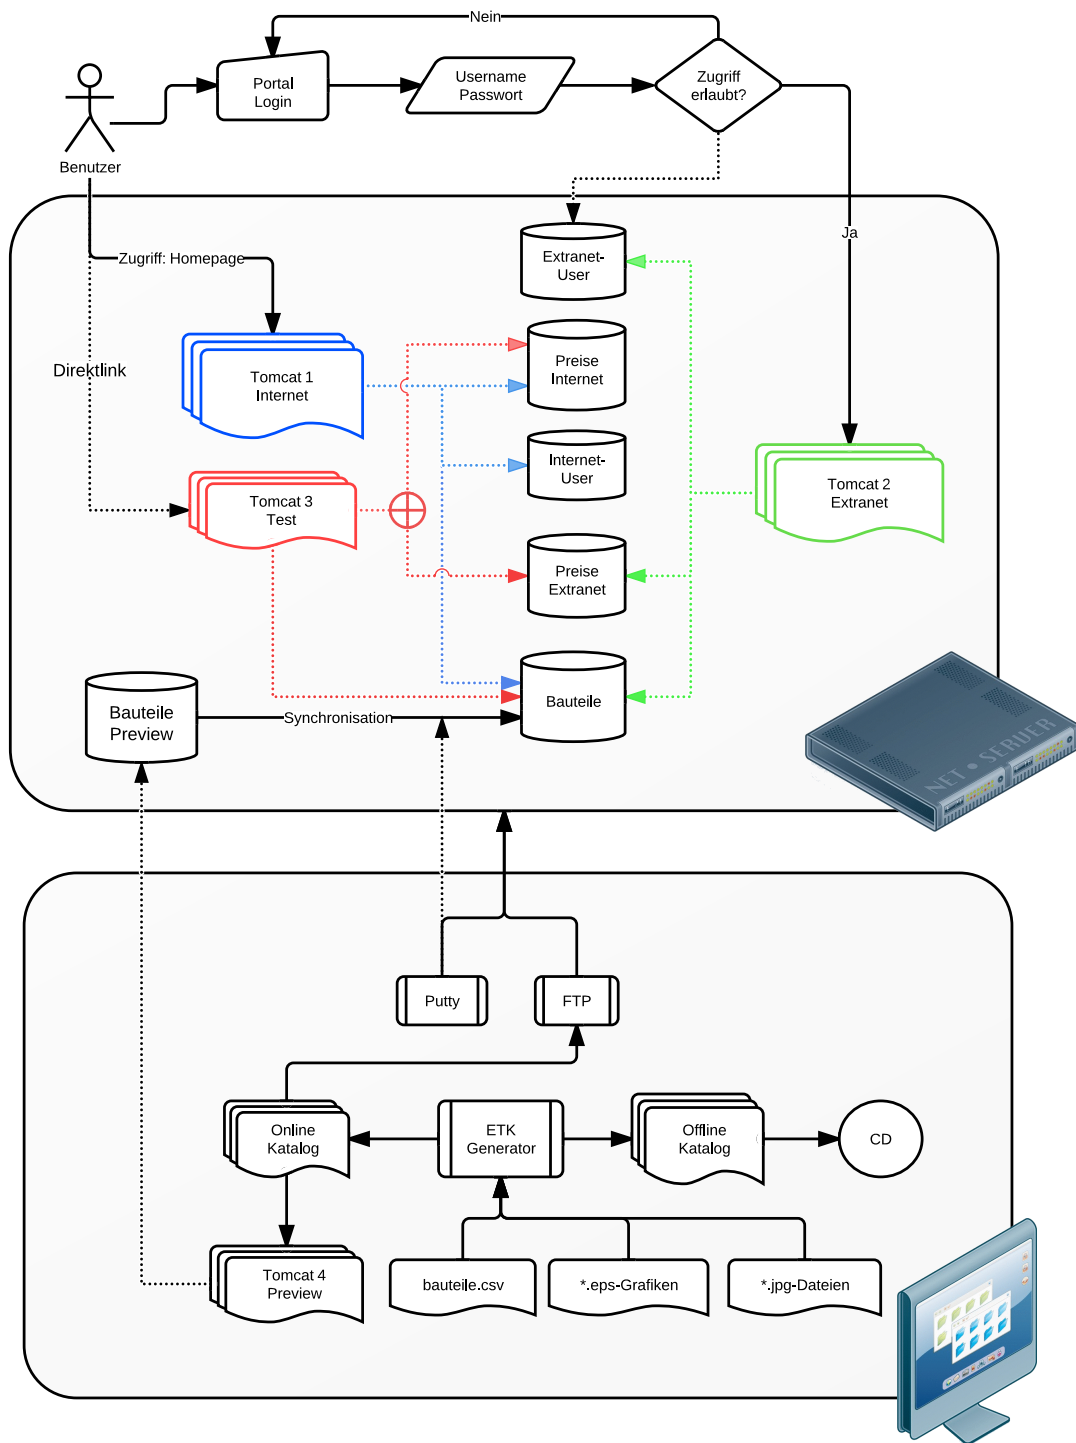 Nein
Portal
Login
Username
Passwort
Zugriff
erlaubt?
Benutzer
Ja
Zugriff: Homepage
Extranet-
User
Direktlink
Tomcat 1
Internet
Preise
Internet
Internet-
User
Tomcat 2
Extranet
Tomcat 3
Test
Preise
Extranet
Bauteile
Preview
Synchronisation
Bauteile
NET SERVER
Putty
FTP
Online
Katalog
ETK
Generator
Offline
Katalog
CD
Tomcat 4
Preview
bauteile.csv
*.eps-Grafiken
*.jpg-Dateien